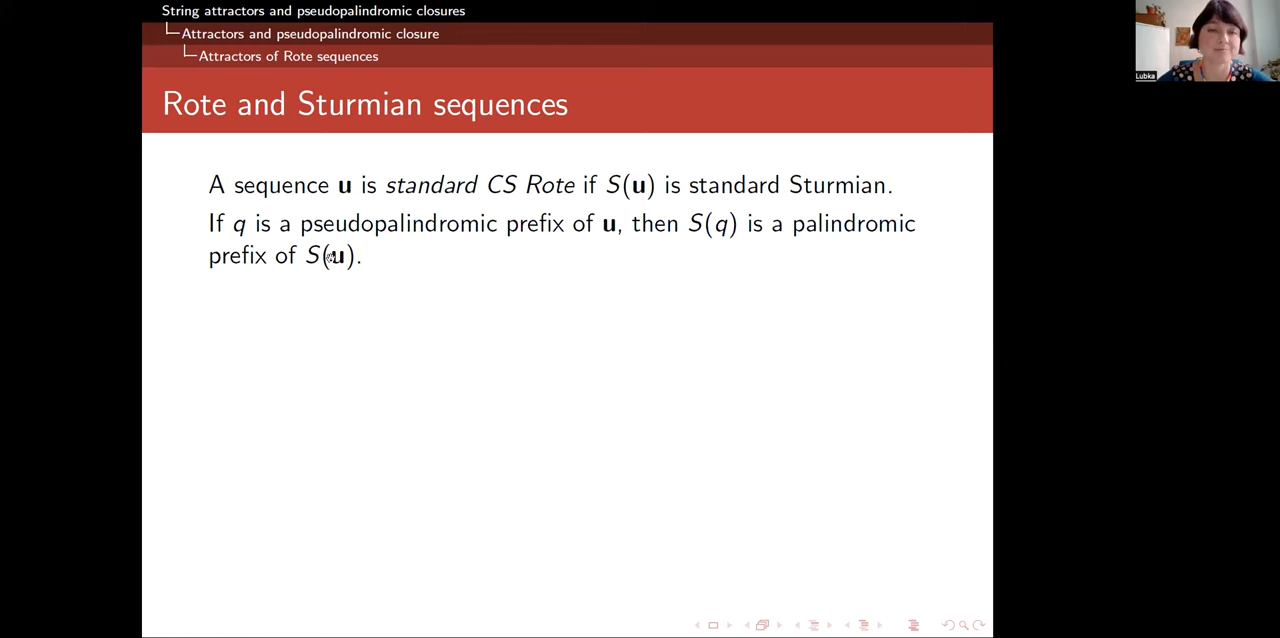 String attractors and pseudopalindromic closures
Attractors and pseudopalindromic closure
Attractors of Rote sequences
Rote and Sturmian sequences
A sequence u is standard CS Rote if S(u) is standard Sturmian.
If q is a pseudopalindromic prefix of u, then S(q) is a palindromic
prefix of S(u).
Lubka